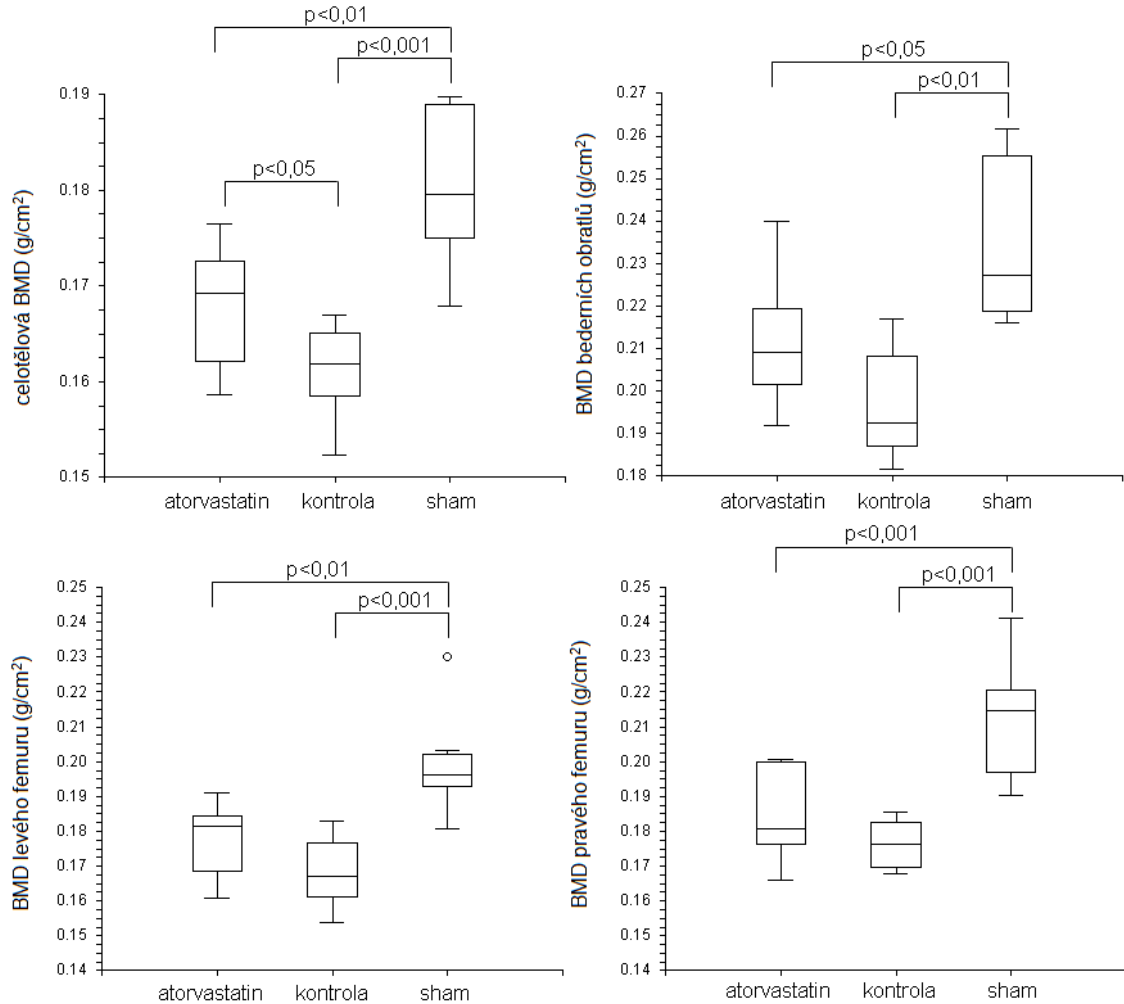 p<0,01
p<0,001
p<0,05
0.19
0.18
0.17
0.16
0.15
celotělová BMD (g/cm²)
atorvastatin kontrola sham
p<0,05
p<0,01
0.27
0.26
0.25
0.24
0.23
0.22
0.21
0.20
0.19
0.18
BMD bederních obratlů (g/cm²)
atorvastatin kontrola sham
p<0,01
p<0,001
0.25
0.24
0.23
0.22
0.21
0.20
0.19
0.18
0.17
0.16
0.15
0.14
BMD levého femuru (g/cm²)
atorvastatin kontrola sham
p<0,001
p<0,001
0.25
0.24
0.23
0.22
0.21
0.20
0.19
0.18
0.17
0.16
0.15
0.14
BMD pravého femuru (g/cm²)
atorvastatin kontrola sham